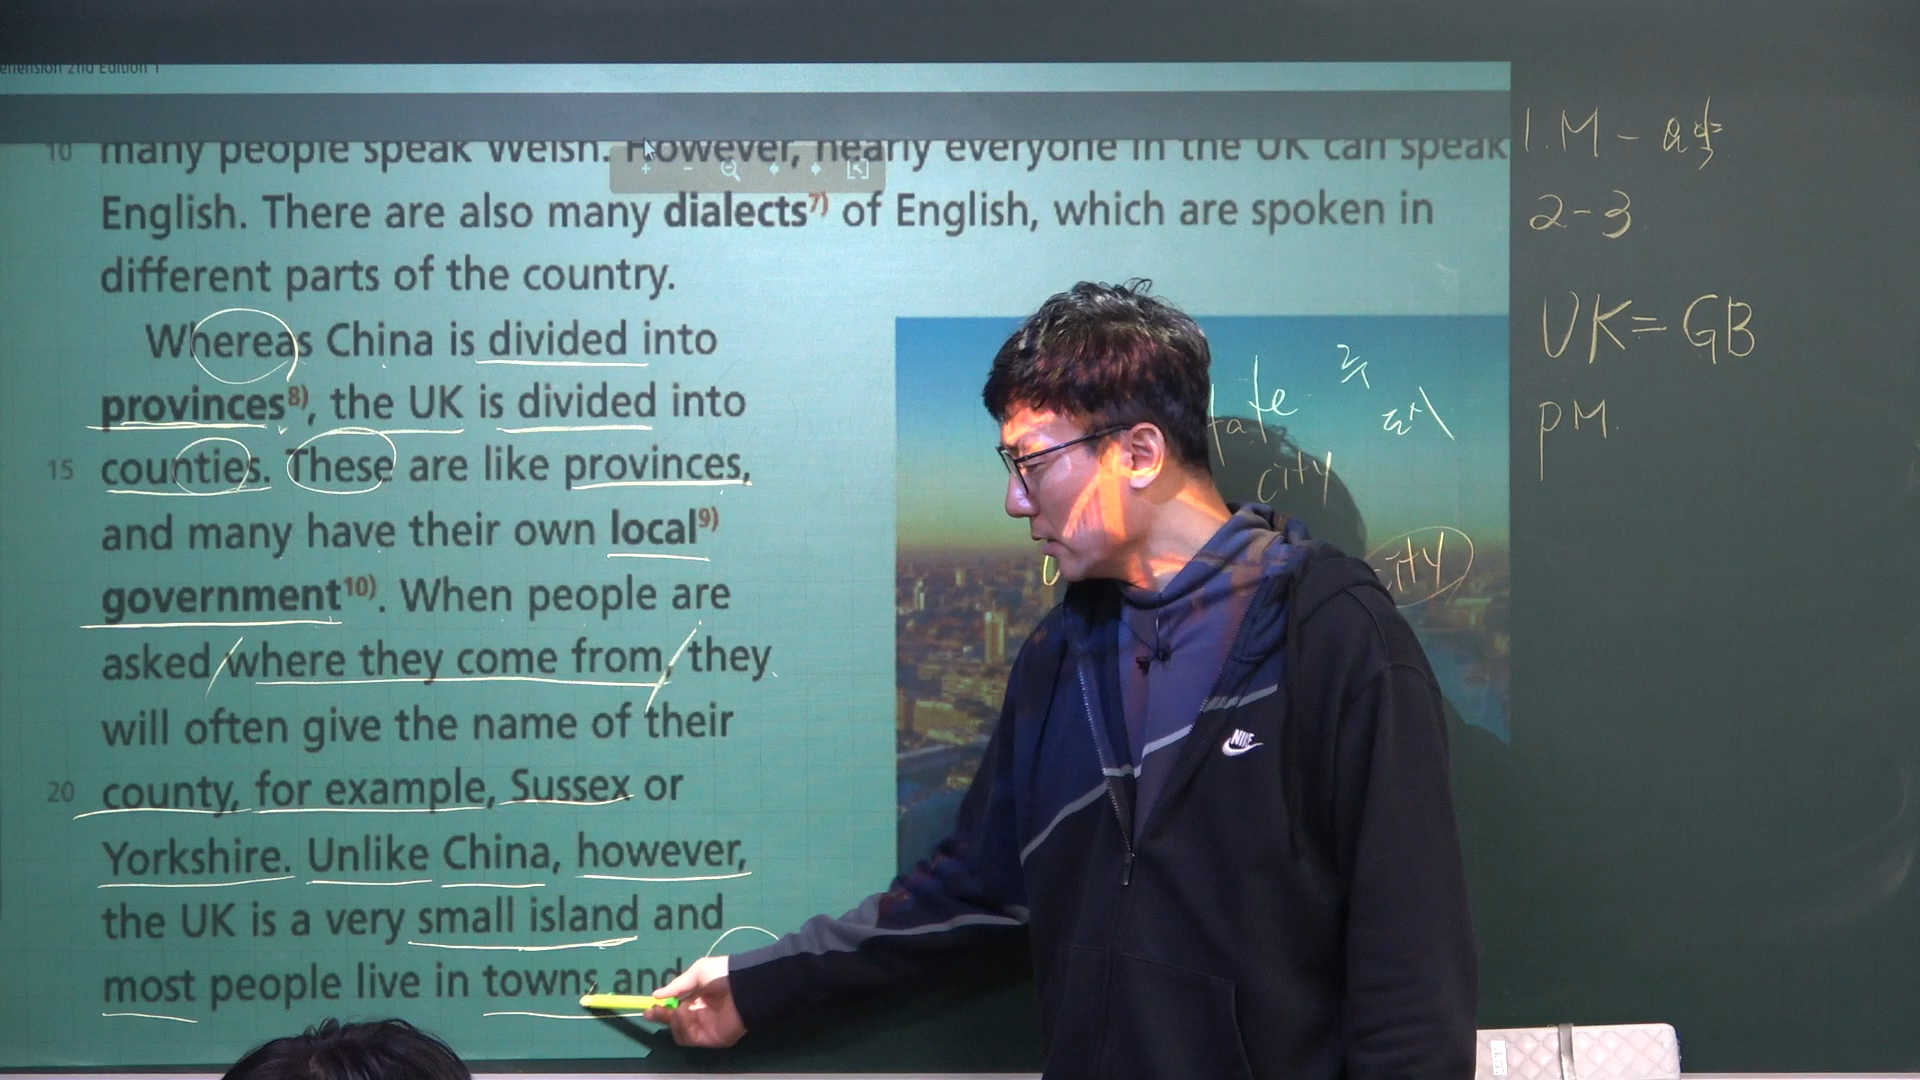 ehension 2nd Edition 1
10 many people speak Welsh. However, nearly everyone in the UK can speak
English. There are also many dialects7) of English, which are spoken in
different parts of the country.
Whereas China is divided into
provinces8), the UK is divided into
15 counties. These are like provinces,
and many have their own local9)
government10). When people are
asked where they come from, they
will often give the name of their
20 county, for example, Sussex or
Yorkshire. Unlike China, however,
the UK is a very small island and
most people live in towns and
city
city
1. M -
2-3
UK = GB
PM.
NIKE